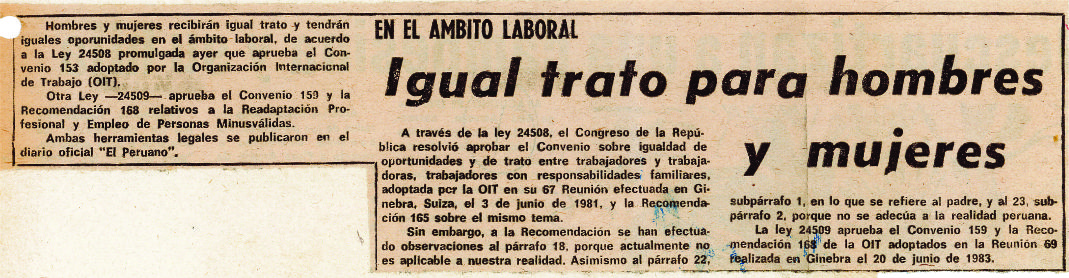 Hombres y mujeres recibirán igual trato y tendrán
iguales oporunidades en el ámbito laboral, de acuerdo
a la Ley 24508 promulgada ayer que aprueba el Con-
venio 153 adoptado por la Organización Internacional
de Trabajo (OIT).
Otra Ley —24509— aprueba el Convenio 159 y la
Recomendación 168 relativos a la Readaptación Pro-
fesional y Empleo de Personas Minusválidas.
Ambas herramientas legales se publicaron en el
diario oficial "El Peruano".
EN EL AMBITO LABORAL
Igual trato para hombres
y mujeres
A través de la ley 24508, el Congreso de la Repú-
blica resolvió aprobar el Convenio sobre igualdad de
oportunidades y de trato entre trabajadores y trabaja-
doras, trabajadores con responsabilidades familiares,
adoptada por la OIT en su 67 Reunión efectuada en Gi-
nebra, Suiza, el 3 de junio de 1981, y la Recomenda-
ción 165 sobre el mismo tema.
Sin embargo, a la Recomendación se han efectua-
do observaciones al párrafo 18, porque actualmente no
es aplicable a nuestra realidad. Asimismo al párrafo 22,
subpárrafo 1, en lo que se refiere al padre, y al 23, sub-
párrafo 2, porque no se adecúa a la realidad peruana.
La ley 24509 aprueba el Convenio 159 y la Reco-
mendación 168 de la OIT adoptados en la Reunión 69
realizada en Ginebra el 20 de junio de 1983.